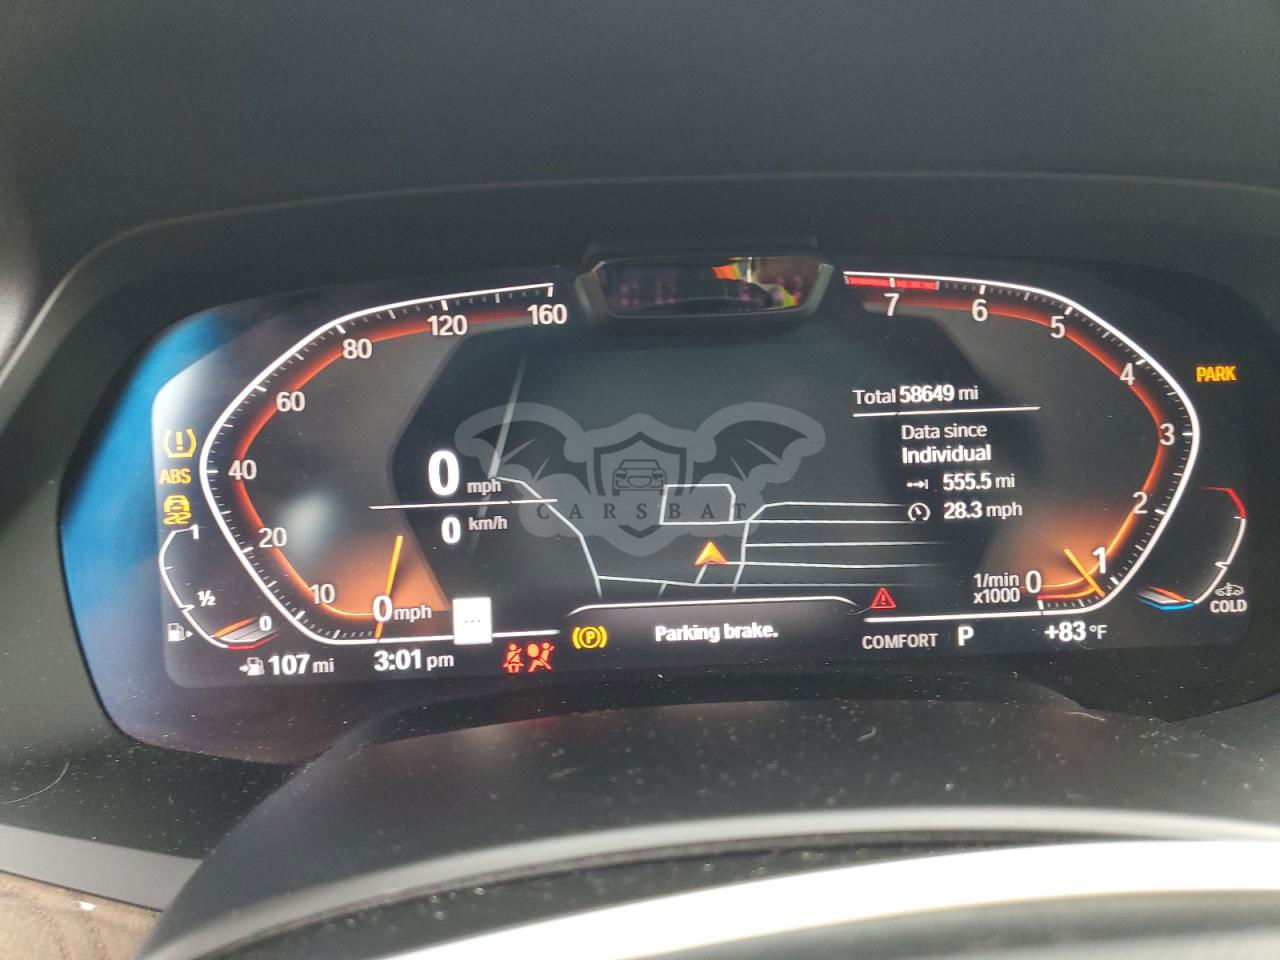 160
120
80
60
40
20
10
0 mph
ABS
1
1/2
0
107 mi
3:01 pm
0 mph
0 km/h
...
CARSBAT
Total 58649 mi
Data since
Individual
555.5 mi
28.3 mph
P
Parking brake.
COMFORT P
+83 °F
7
6
5
4
3
2
1
0
1/min
x1000
PARK
COLD